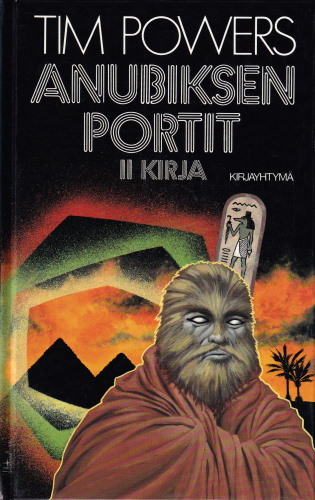 TIM POWERS
ANUBIKSEN
PORTIT
II KIRJA
KIRJAYHTYMÄ